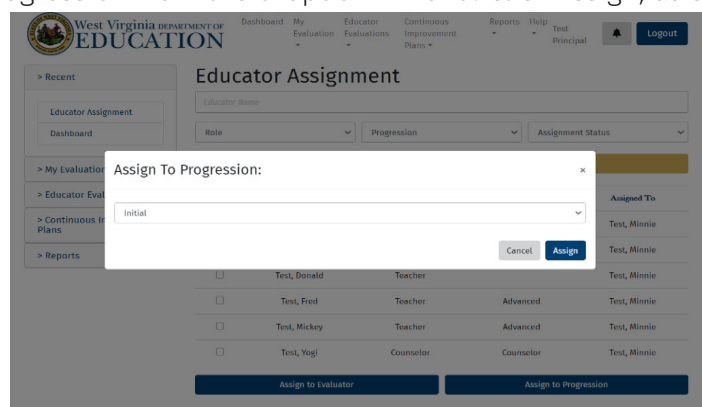 West Virginia DEPARTMENT OF
EDUCATION
Dashboard My Evaluation Educator Evaluations Continuous Improvement Plans Reports Help Test Principal Logout
> Recent
Educator Assignment
Dashboard
> My Evaluation
> Educator Eval
> Continuous I
Plans
> Reports
Educator Assignment
Educator Name
Role Progression Assignment Status
Assign To Progression: ×
Initial
Cancel Assign
Assigned To
Test, Minnie
Test, Minnie
Test, Donald Teacher Test, Minnie
Test, Fred Teacher Advanced Test, Minnie
Test, Mickey Teacher Advanced Test, Minnie
Test, Yogi Counselor Counselor Test, Minnie
Assign to Evaluator Assign to Progression